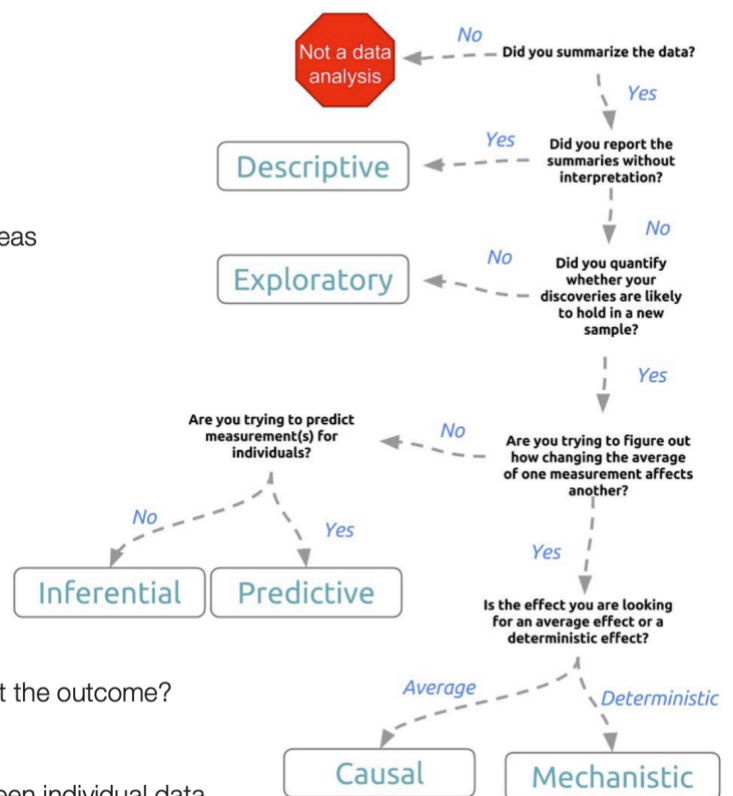 No
Did you summarize the data?
Not a data
analysis
Yes
Yes
Did you report the
summaries without
interpretation?
Descriptive
No
eas
No
Did you quantify
whether your
discoveries are likely
to hold in a new
sample?
Exploratory
Yes
Are you trying to predict
measurement(s) for
individuals?
No
Are you trying to figure out
how changing the average
of one measurement affects
another?
No
Yes
Yes
Inferential
Predictive
Is the effect you are looking
for an average effect or a
deterministic effect?
t the outcome?
Average
Deterministic
Causal
Mechanistic
een individual data